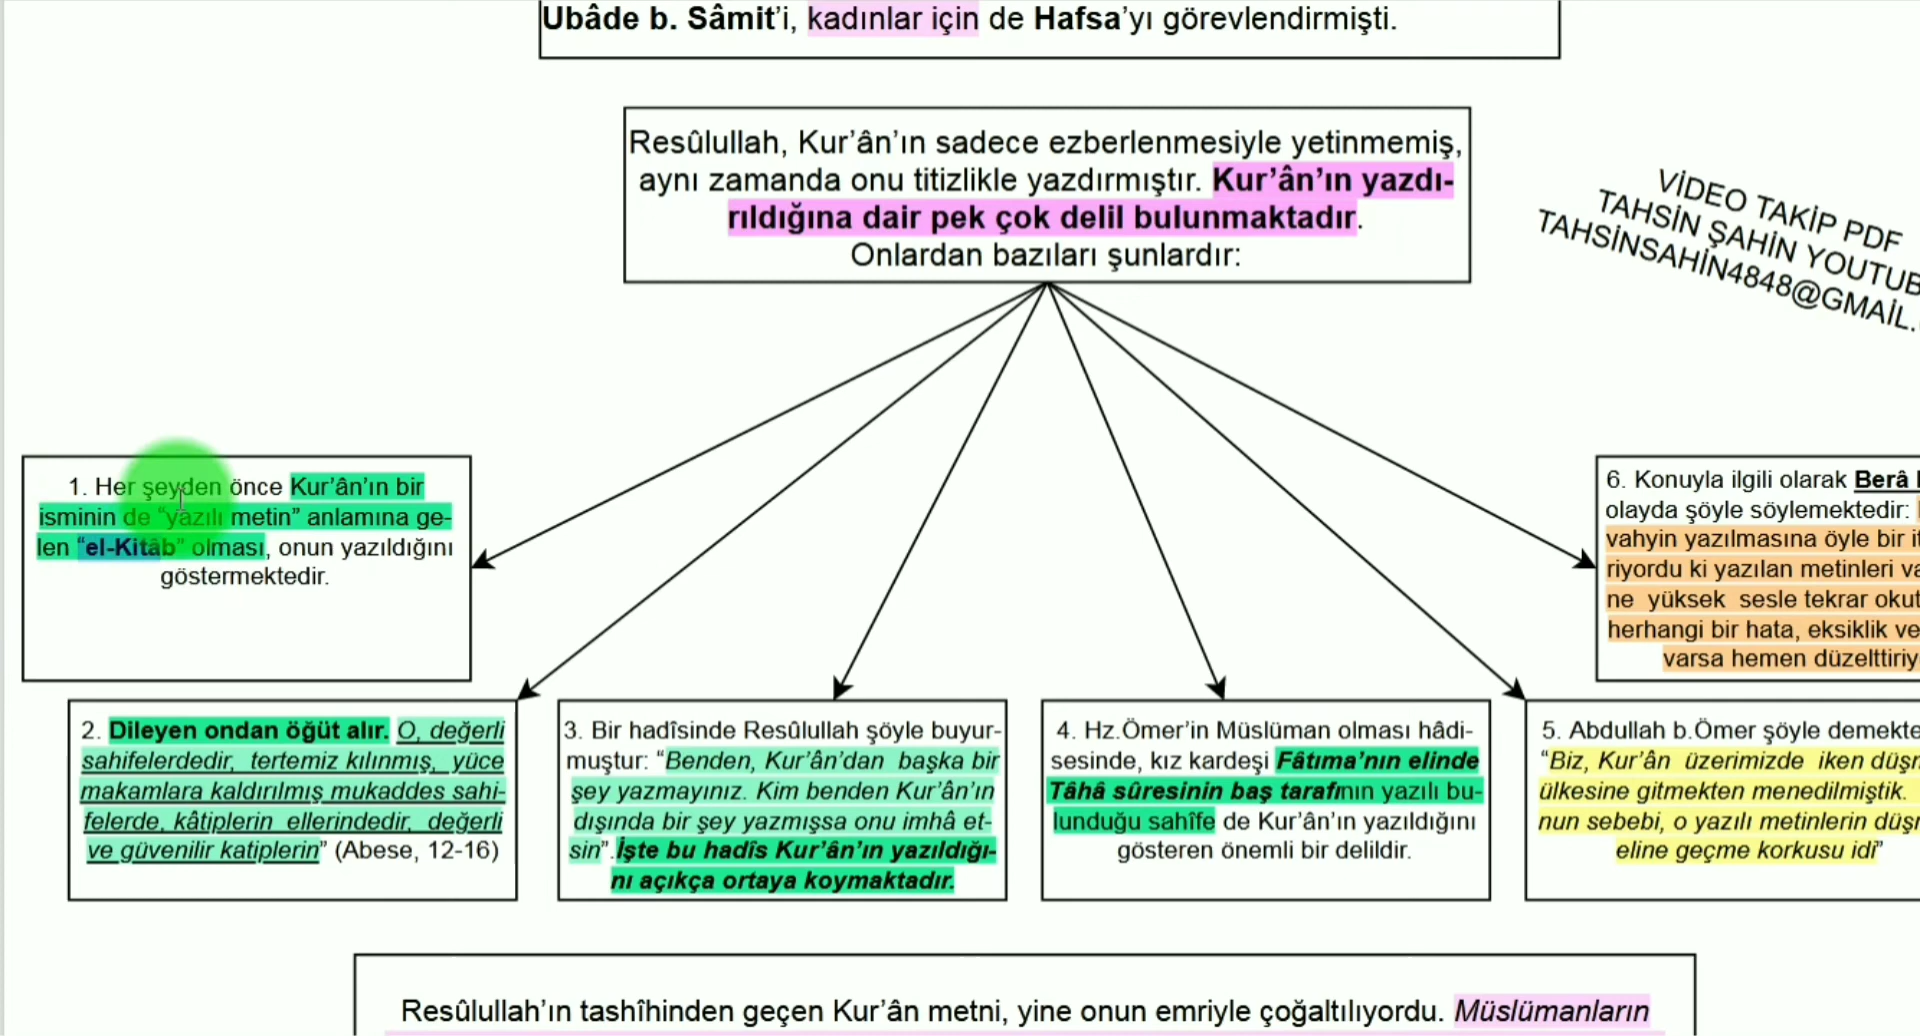 Ubâde b. Sâmit’i, kadınlar için de Hafsa’yı görevlendirmişti.
Resûlullah, Kur’ân’ın sadece ezberlenmesiyle yetinmemiş,
aynı zamanda onu titizlikle yazdırmıştır. Kur’ân’ın yazdı-
rıldığına dair pek çok delil bulunmaktadır.
Onlardan bazıları şunlardır:
VİDEO TAKİP PDF
TAHSİN ŞAHİN YOUTUB
TAHSİNSAHİN4848@GMAİL.
1. Her şeyden önce Kur’ân’ın bir
isminin de “yazılı metin” anlamına ge-
len “el-Kitâb” olması, onun yazıldığını
göstermektedir.
2. Dileyen ondan öğüt alır. O, değerli
sahifelerdedir, tertemiz kılınmış, yüce
makamlara kaldırılmış mukaddes sahi-
felerde, kâtiplerin ellerindedir, değerli
ve güvenilir katiplerin” (Abese, 12-16)
3. Bir hadîsinde Resûlullah şöyle buyur-
muştur: “Benden, Kur’ân’dan başka bir
şey yazmayınız. Kim benden Kur’ân’ın
dışında bir şey yazmışsa onu imhâ et-
sin”.İşte bu hadîs Kur’ân’ın yazıldığı-
nı açıkça ortaya koymaktadır.
4. Hz.Ömer’in Müslüman olması hâdi-
sesinde, kız kardeşi Fâtıma’nın elinde
Tâhâ sûresinin baş tarafının yazılı bu-
lunduğu sahîfe de Kur’ân’ın yazıldığını
gösteren önemli bir delildir.
5. Abdullah b.Ömer şöyle demekte
“Biz, Kur’ân üzerimizde iken düşm
ülkesine gitmekten menedilmiştik.
nun sebebi, o yazılı metinlerin düşm
eline geçme korkusu idi”
6. Konuyla ilgili olarak Berâ
olayda şöyle söylemektedir:
vahyin yazılmasına öyle bir it
riyordu ki yazılan metinleri va
ne yüksek sesle tekrar okut
herhangi bir hata, eksiklik ve
varsa hemen düzelttiriy
Resûlullah’ın tashîhinden geçen Kur’ân metni, yine onun emriyle çoğaltılıyordu. Müslümanların